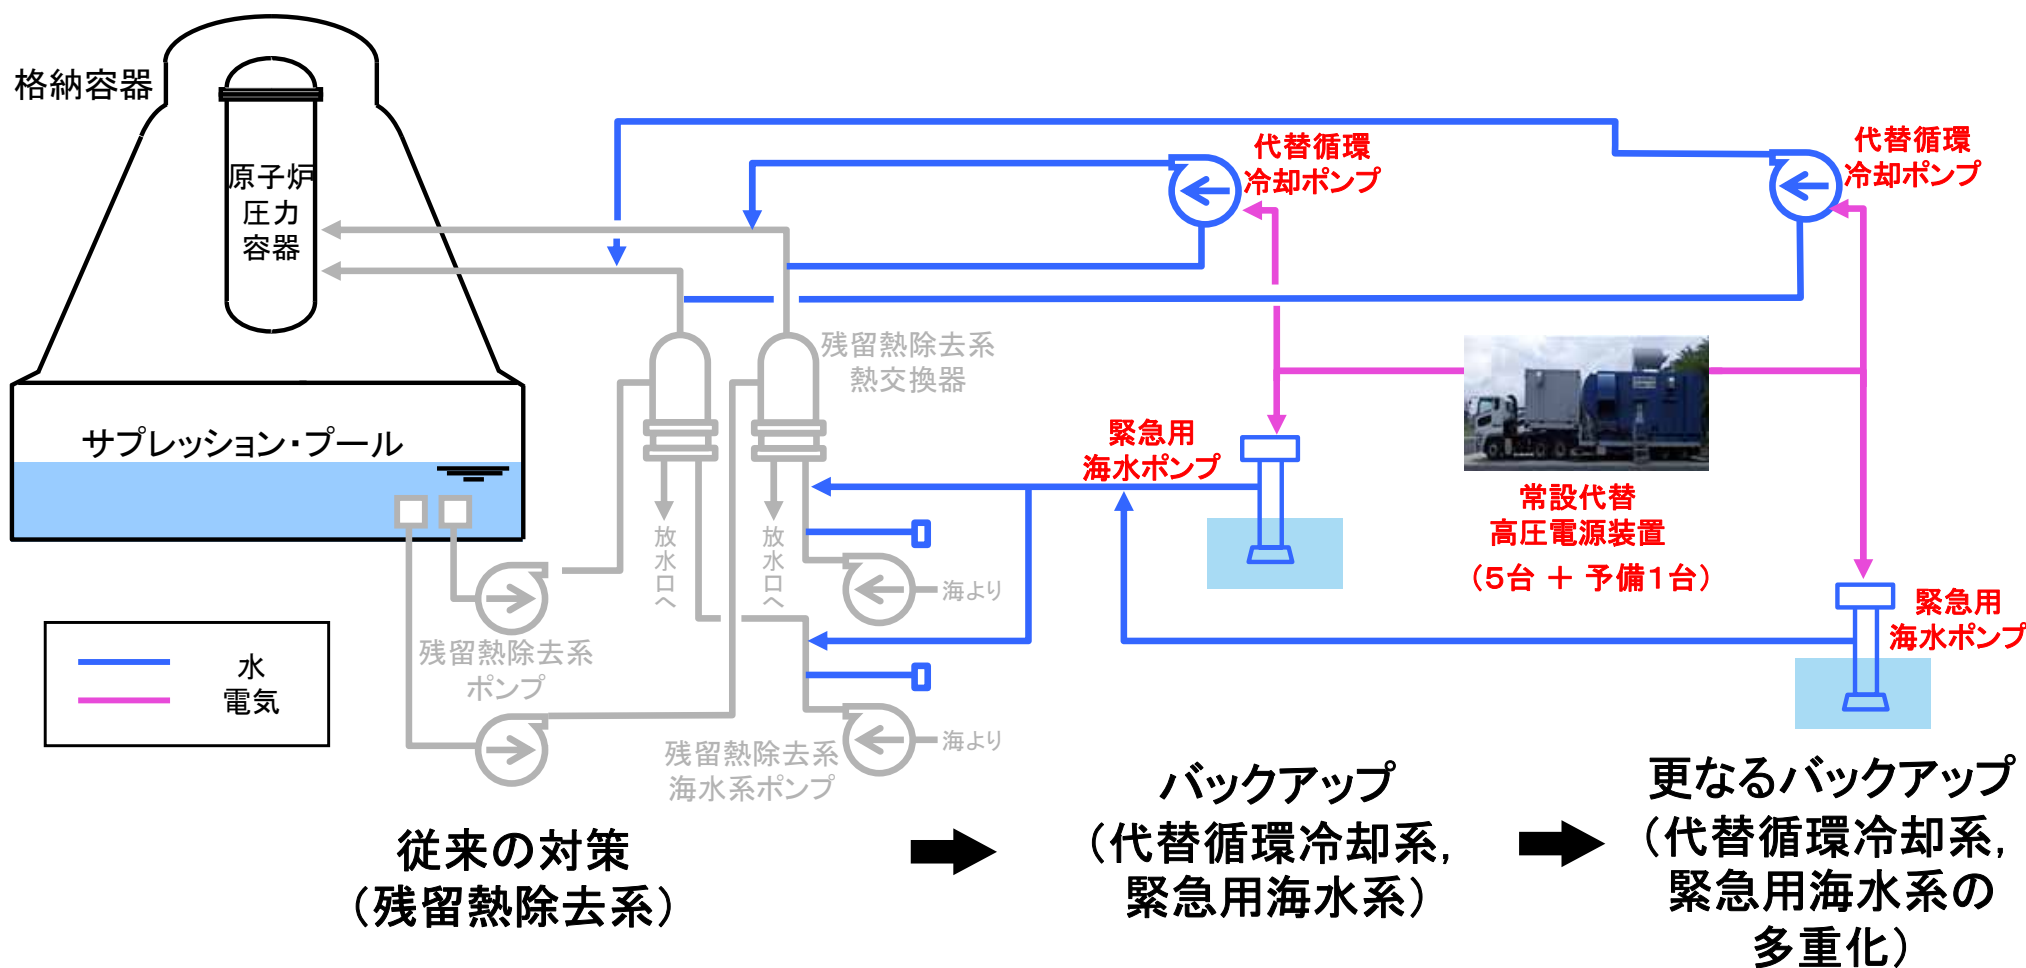 格納容器
原子炉
圧力
容器
サプレッション・プール
水
電気
残留熱除去系
ポンプ
残留熱除去系
熱交換器
放水口へ
放水口へ
海より
海より
残留熱除去系
海水系ポンプ
代替循環
冷却ポンプ
代替循環
冷却ポンプ
緊急用
海水ポンプ
常設代替
高圧電源装置
（５台 ＋ 予備１台）
緊急用
海水ポンプ
従来の対策
（残留熱除去系）
バックアップ
（代替循環冷却系，
緊急用海水系）
更なるバックアップ
（代替循環冷却系，
緊急用海水系の
多重化）